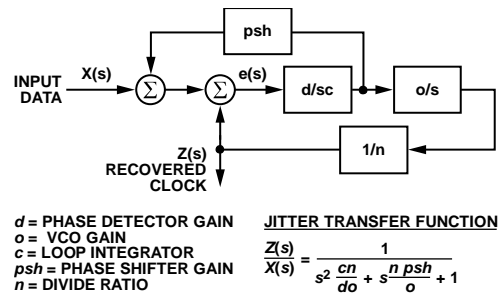 psh
X(s)
INPUT
DATA
Σ
Σ
e(s)
d/sc
o/s
1/n
Z(s)
RECOVERED
CLOCK
d = PHASE DETECTOR GAIN
o = VCO GAIN
c = LOOP INTEGRATOR
psh = PHASE SHIFTER GAIN
n = DIVIDE RATIO
JITTER TRANSFER FUNCTION
Z(s)/X(s) = 1/(s² cn/do + s n psh/o + 1)